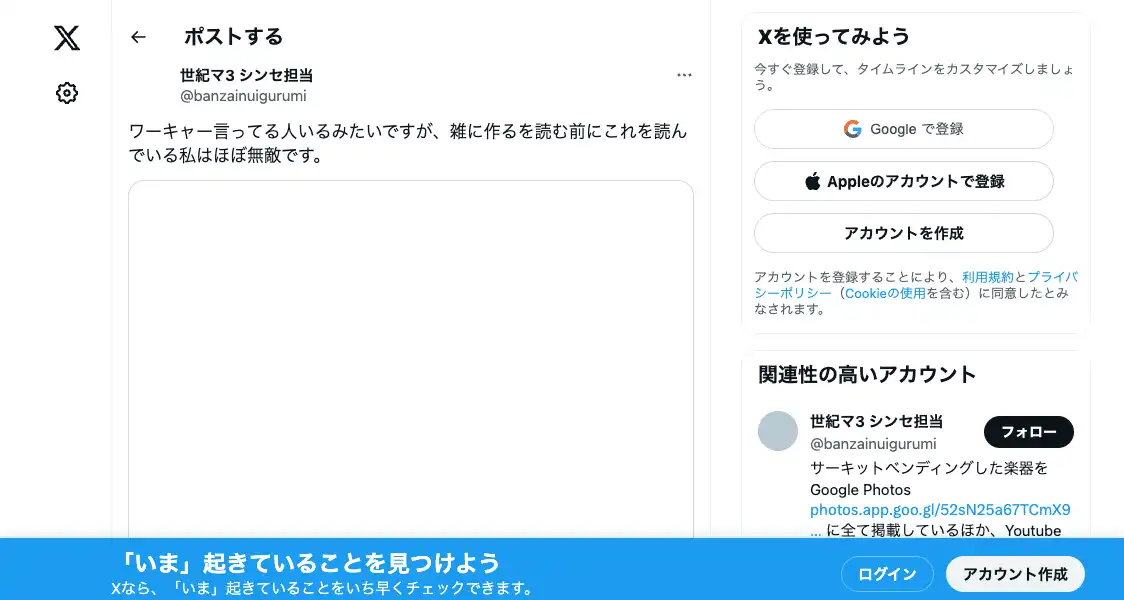 ポストする
世紀マ3 シンセ担当
@banzainuigurumi
ワーキャー言ってる人いるみたいですが、雑に作るを読む前にこれを読ん
でいる私はほぼ無敵です。
Xを使ってみよう
今すぐ登録して、タイムラインをカスタマイズしましょ
う。
Google で登録
Appleのアカウントで登録
アカウントを作成
アカウントを登録することにより、利用規約とプライバ
シーポリシー（Cookieの使用を含む）に同意したとみ
なされます。
関連性の高いアカウント
世紀マ3 シンセ担当
@banzainuigurumi
フォロー
サーキットベンディングした楽器を
Google Photos
photos.app.goo.gl/52sN25a67TCmX9
… に全て掲載しているほか、Youtube
「いま」起きていることを見つけよう
Xなら、「いま」起きていることをいち早くチェックできます。
ログイン
アカウント作成